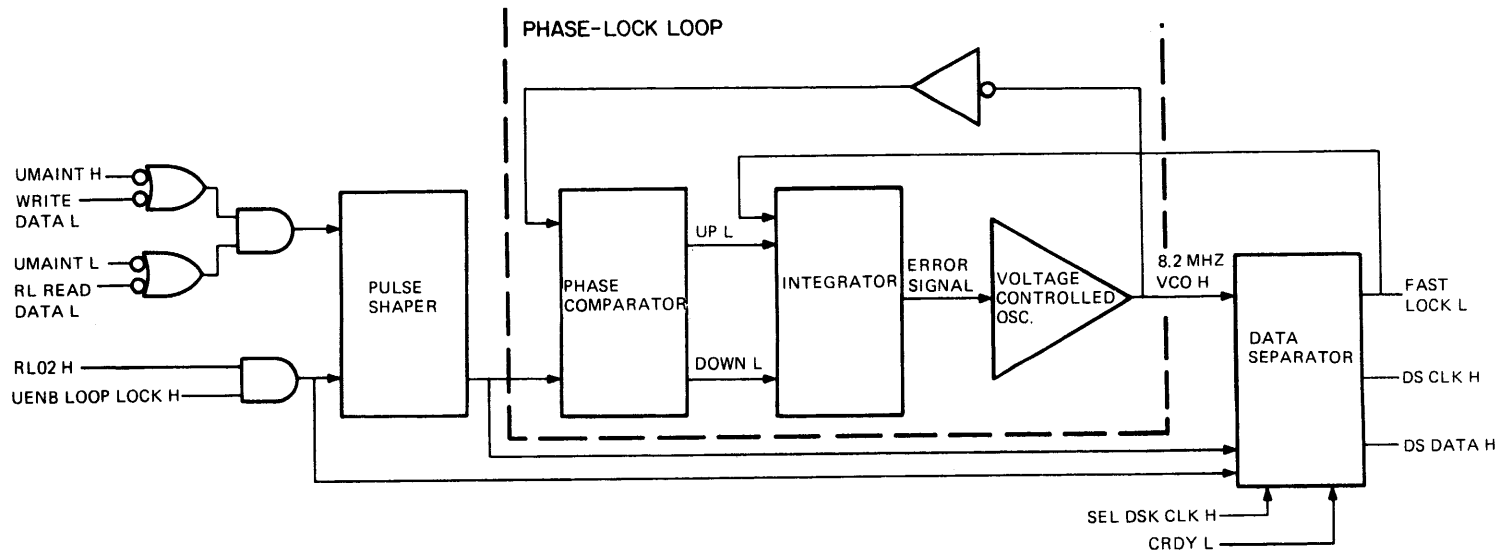 PHASE-LOCK LOOP
UMAINT H
WRITE
DATA L
UMAINT L
RL READ
DATA L
RL02 H
UENB LOOP LOCK H
PULSE
SHAPER
PHASE
COMPARATOR
UP L
DOWN L
INTEGRATOR
ERROR
SIGNAL
VOLTAGE
CONTROLLED
OSC.
8.2 MHZ
VCO H
DATA
SEPARATOR
FAST
LOCK L
DS CLK H
DS DATA H
SEL DSK CLK H
CRDY L